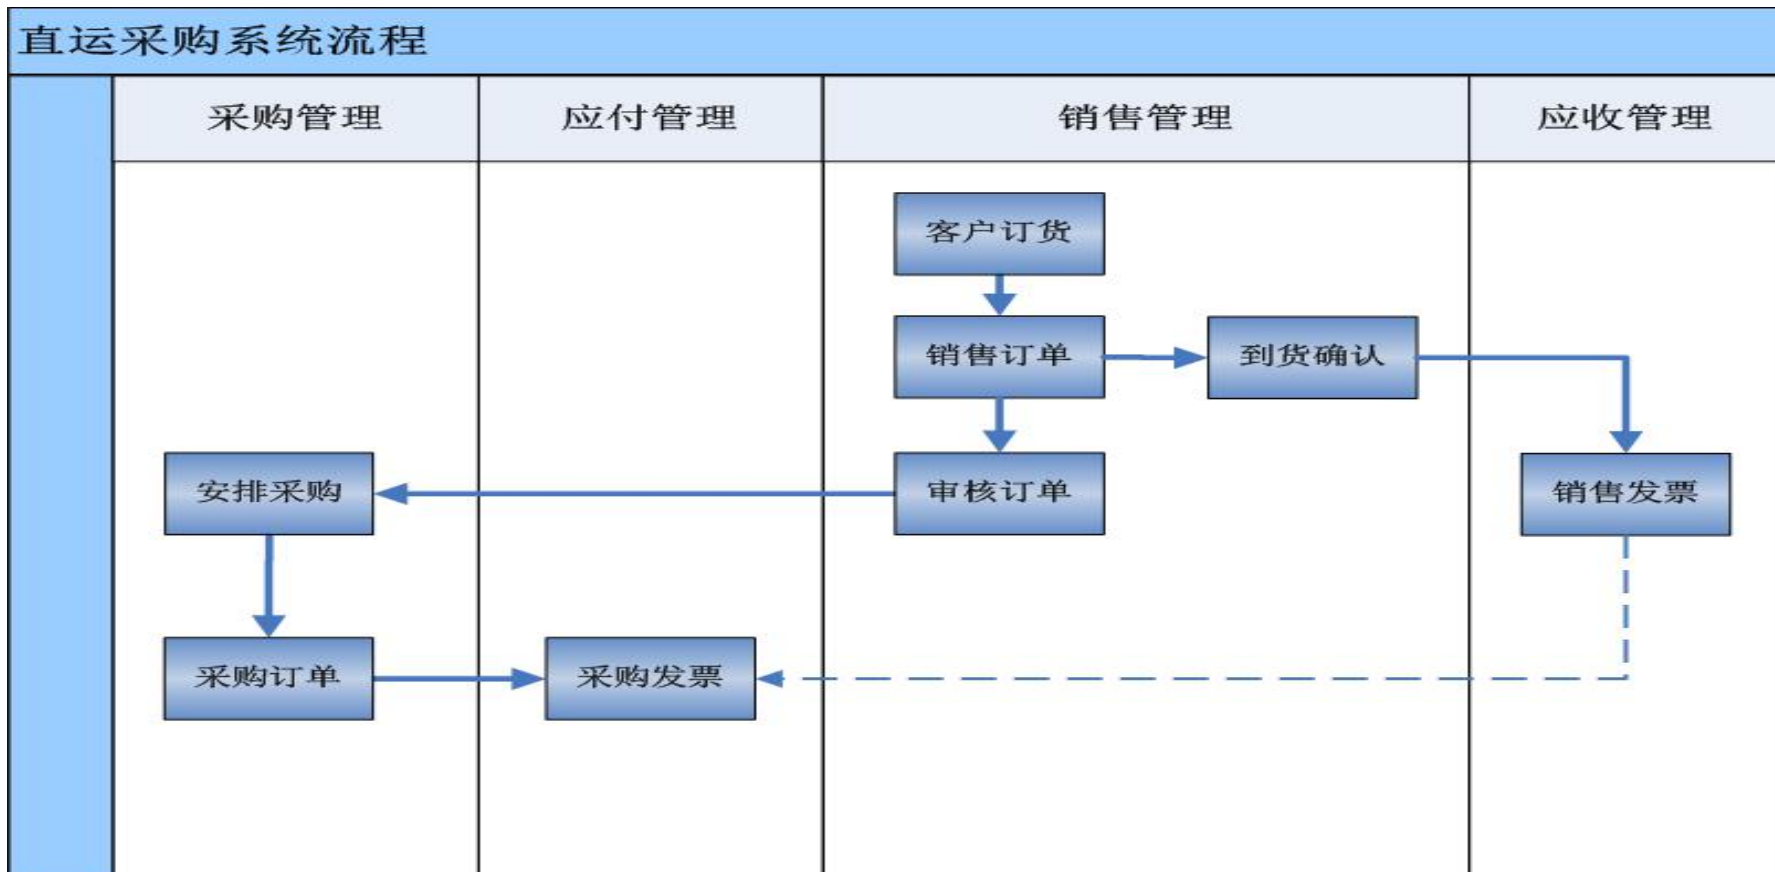 直运采购系统流程
采购管理
应付管理
销售管理
应收管理
客户订货
销售订单
到货确认
安排采购
审核订单
销售发票
采购订单
采购发票